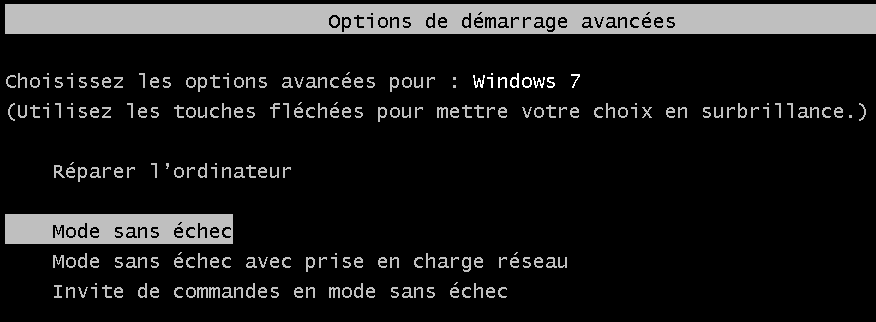 Options de démarrage avancées
Choisissez les options avancées pour : Windows 7
(Utilisez les touches fléchées pour mettre votre choix en surbrillance.)
Réparer l'ordinateur
Mode sans échec
Mode sans échec avec prise en charge réseau
Invite de commandes en mode sans échec